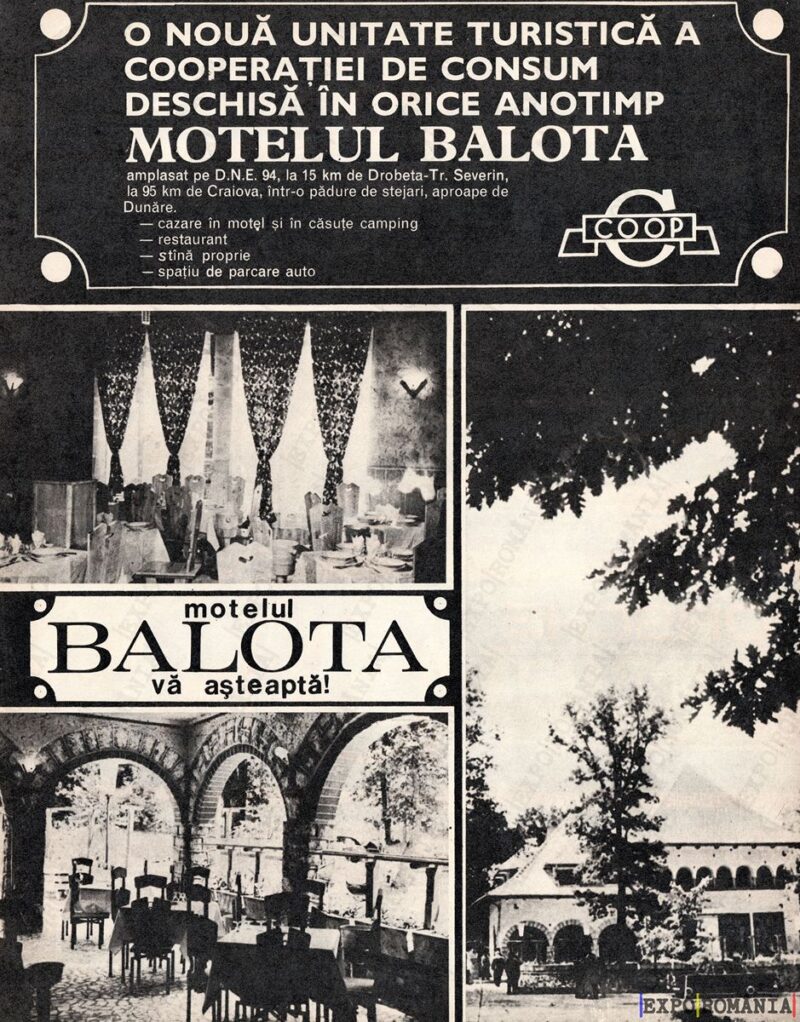 O NOUĂ UNITATE TURISTICĂ A
COOPERAȚIEI DE CONSUM
DESCHISĂ ÎN ORICE ANOTIMP
MOTELUL BALOTA
amplasat pe D.N.E. 94, la 15 km de Drobeta-Tr. Severin,
la 95 km de Craiova, într-o pădure de stejari, aproape de
Dunăre.
— cazare în motel și în căsuțe camping
— restaurant
— stînă proprie
— spațiu de parcare auto
C
COOP
motelul
BALOTA
vă așteaptă!
EXPO ROMANIA